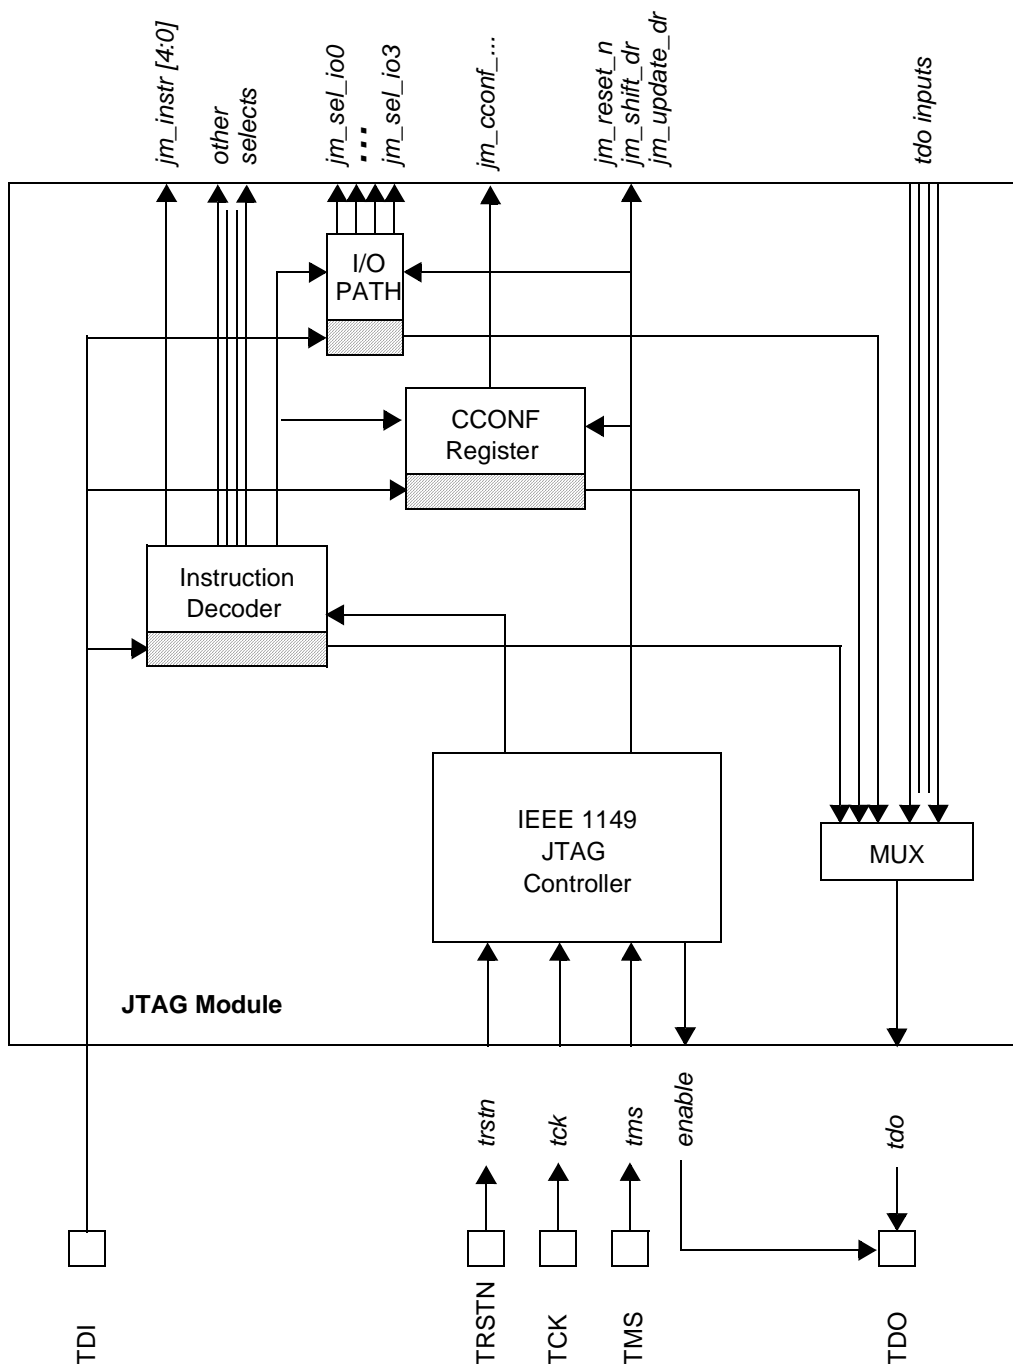 jm_instr [4:0]
other
selects
jm_sel_io0
...
jm_sel_io3
jm_cconf_...
jm_reset_n
jm_shift_dr
jm_update_dr
tdo inputs
I/O
PATH
CCONF
Register
Instruction
Decoder
IEEE 1149
JTAG
Controller
MUX
JTAG Module
trstn
tck
tms
enable
tdo
TDI
TRSTN
TCK
TMS
TDO